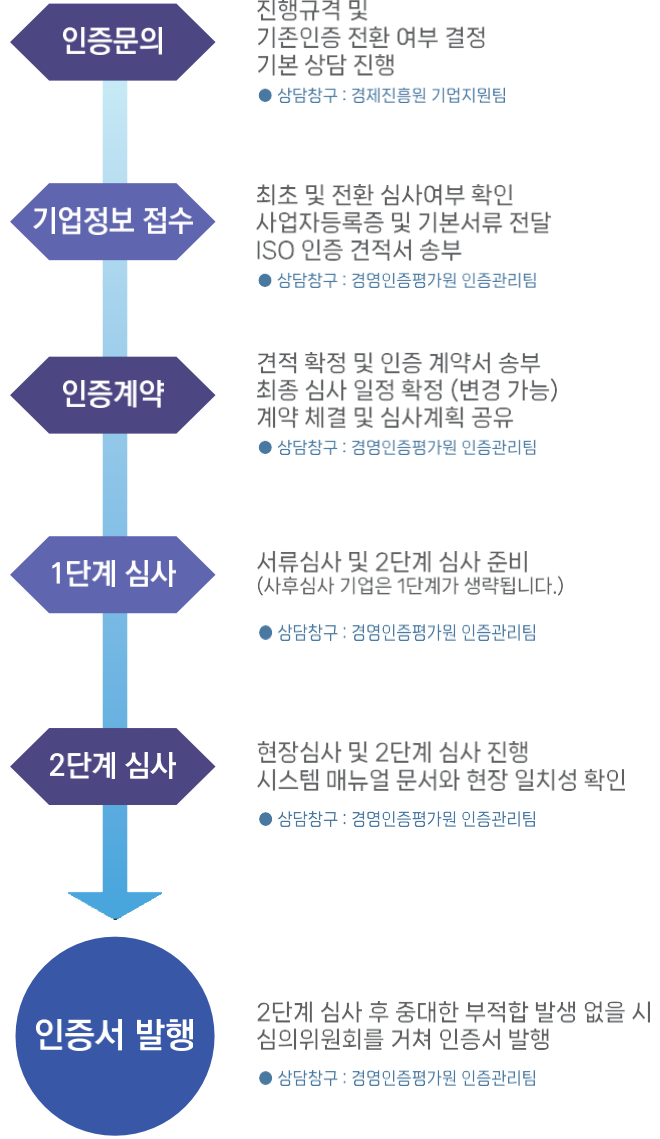 인증문의
진행규격 및
기존인증 전환 여부 결정
기본 상담 진행
● 상담창구 : 경제진흥원 기업지원팀
기업정보 접수
최초 및 전환 심사여부 확인
사업자등록증 및 기본서류 전달
ISO 인증 견적서 송부
● 상담창구 : 경영인증평가원 인증관리팀
인증계약
견적 확정 및 인증 계약서 송부
최종 심사 일정 확정 (변경 가능)
계약 체결 및 심사계획 공유
● 상담창구 : 경영인증평가원 인증관리팀
1단계 심사
서류심사 및 2단계 심사 준비
(사후심사 기업은 1단계가 생략됩니다.)
● 상담창구 : 경영인증평가원 인증관리팀
2단계 심사
현장심사 및 2단계 심사 진행
시스템 매뉴얼 문서와 현장 일치성 확인
● 상담창구 : 경영인증평가원 인증관리팀
인증서 발행
2단계 심사 후 중대한 부적합 발생 없을 시
심의위원회를 거쳐 인증서 발행
● 상담창구 : 경영인증평가원 인증관리팀